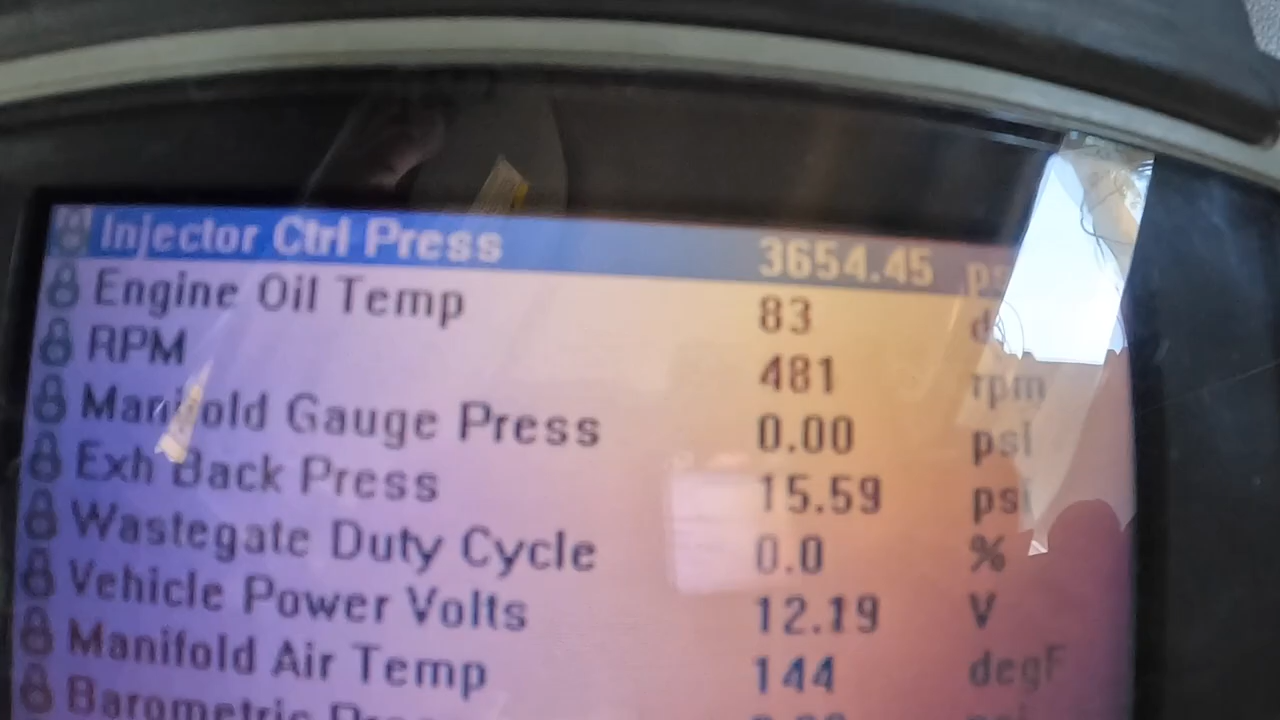 Injector Ctrl Press 3654.45
Engine Oil Temp 83
RPM 481 rpm
Manifold Gauge Press 0.00 psi
Exh Back Press 15.59 psi
Wastegate Duty Cycle 0.0 %
Vehicle Power Volts 12.19 V
Manifold Air Temp 144 degF
Barometric